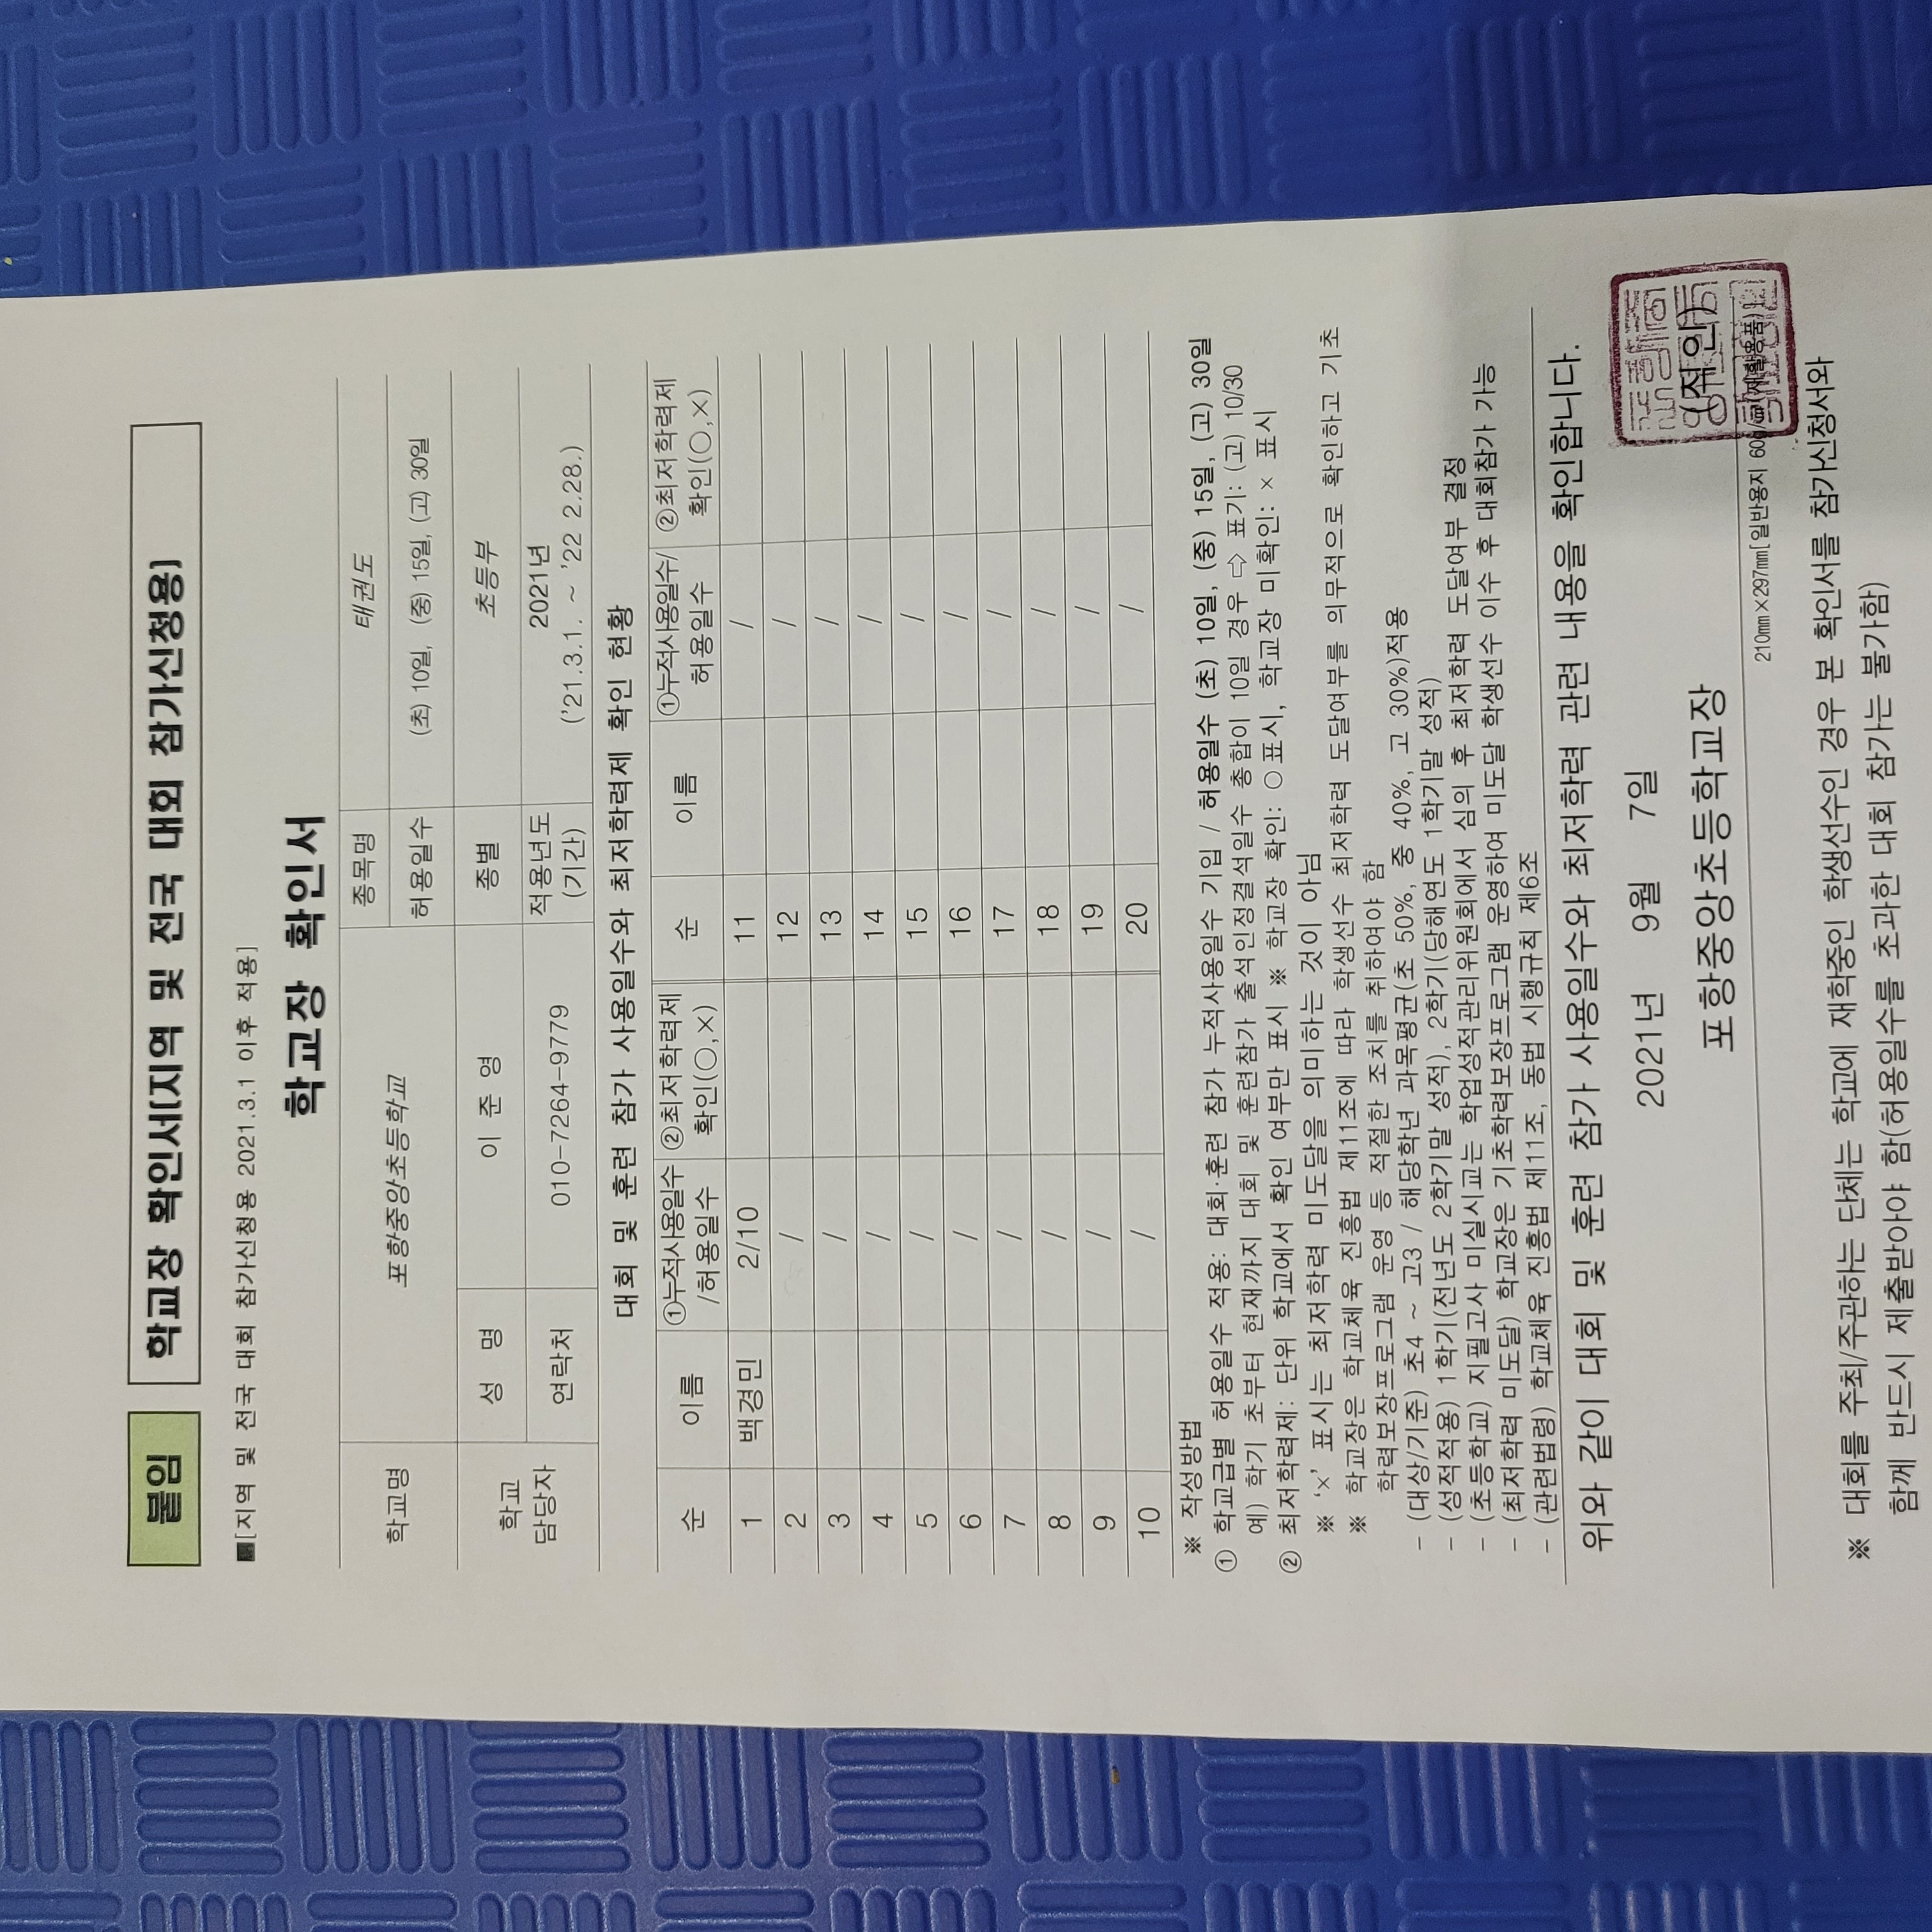 붙임 학교장 확인서(지역 및 전국 대회 참가신청용)
■[지역 및 전국 대회 참가신청용 2021.3.1 이후 적용]
학교장 확인서
학교명 포항중앙초등학교 종목명 태권도
허용일수 (초) 10일, (중) 15일, (고) 30일
학교 담당자 성 명 이 준 영 종별 초등부
연락처 010-7264-9779 적용년도 (기간) 2021년 ('21.3.1. ~ '22 2.28.)
대회 및 훈련 참가 사용일수와 최저학력제 확인 현황
순 이름 ①누적사용일수 /허용일수 ②최저학력제 확인(○,×) 순 이름 ①누적사용일수/ 허용일수 ②최저학력제 확인(○,×)
1 백경민 2/10 11 /
2 / 12 /
3 / 13 /
4 / 14 /
5 / 15 /
6 / 16 /
7 / 17 /
8 / 18 /
9 / 19 /
10 / 20 /
※ 작성방법
① 학교급별 허용일수 적용: 대회·훈련 참가 누적사용일수 기입 / 허용일수 (초) 10일, (중) 15일, (고) 30일
예) 학기 초부터 현재까지 대회 및 훈련참가 출석인정결석일수 총합이 10일 경우 ⇨ 표기: (고) 10/30
② 최저학력제: 단위 학교에서 확인 여부만 표시 ※ 학교장 확인: ○ 표시, 학교장 미확인: × 표시
※ '×' 표시는 최저학력 미도달을 의미하는 것이 아님
※ 학교장은 학교체육 진흥법 제11조에 따라 학생선수 최저학력 도달여부를 의무적으로 확인하고 기초
학력보장프로그램 운영 등 적절한 조치를 취하여야 함
- (대상/기준) 초4 ~ 고3 / 해당학년 과목평균(초 50%, 중 40%, 고 30%)적용
- (성적적용) 1학기(전년도 2학기말 성적), 2학기(당해연도 1학기말 성적)
- (초등학교) 지필고사 미실시교는 학업성적관리위원회에서 심의 후 최저학력 도달여부 결정
- (최저학력 미도달) 학교장은 기초학력보장프로그램 운영하여 미도달 학생선수 이수 후 대회참가 가능
- (관련법령) 학교체육 진흥법 제11조, 동법 시행규칙 제6조
위와 같이 대회 및 훈련 참가 사용일수와 최저학력 관련 내용을 확인합니다.
2021년 9월 7일
포항중앙초등학교장 (직인)
210mm×297mm[일반용지 60g/㎡(재활용품)]
※ 대회를 주최/주관하는 단체는 학교에 재학중인 학생선수인 경우 본 확인서를 참가신청서와
함께 반드시 제출받아야 함(허용일수를 초과한 대회 참가는 불가함)